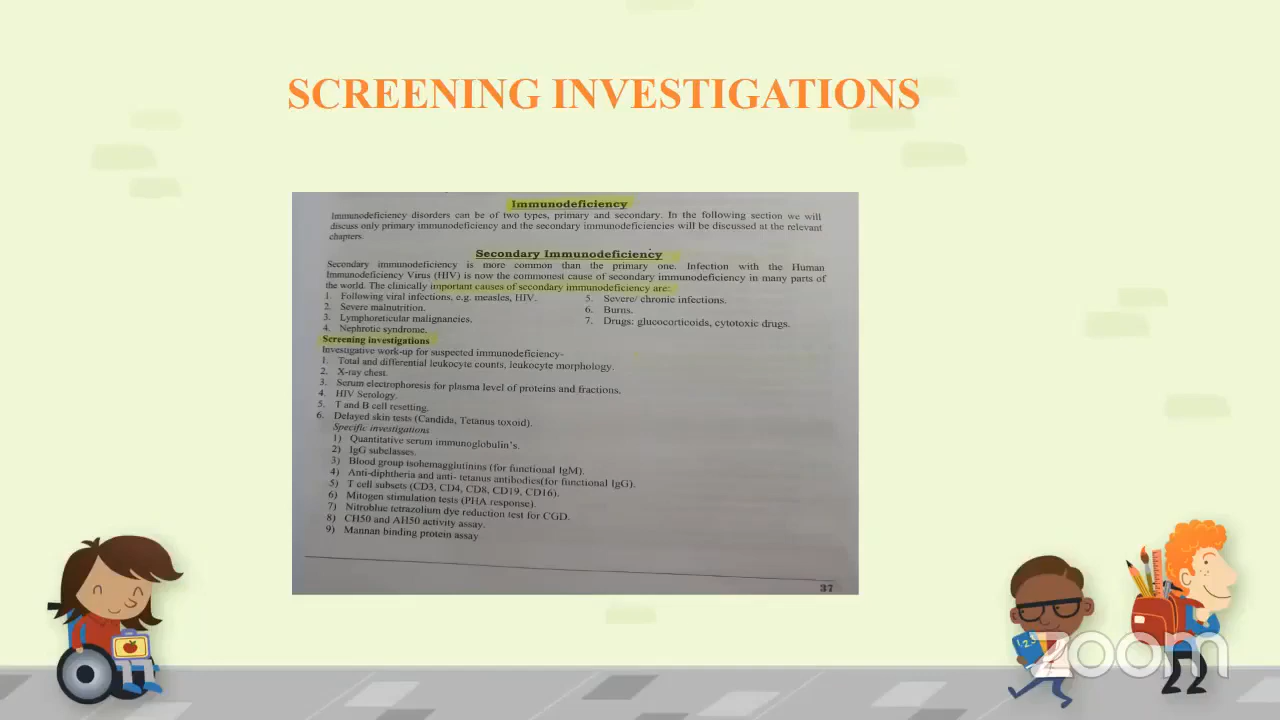 SCREENING INVESTIGATIONS
Immunodeficiency
Immunodeficiency disorders can be of two types, primary and secondary. In the following section we will
discuss only primary immunodeficiency and the secondary immunodeficiencies will be discussed at the relevant
chapters.
Secondary Immunodeficiency
Secondary immunodeficiency is more common than the primary one. Infection with the Human
Immunodeficiency Virus (HIV) is now the commonest cause of secondary immunodeficiency in many parts of
the world. The clinically important causes of secondary immunodeficiency are:
1. Following viral infections, e.g. measles, HIV.
2. Severe malnutrition.
3. Lymphoreticular malignancies.
4. Nephrotic syndrome.
5. Severe/ chronic infections.
6. Burns.
7. Drugs: glucocorticoids, cytotoxic drugs.
Screening investigations
Investigative work-up for suspected immunodeficiency-
1. Total and differential leukocyte counts, leukocyte morphology.
2. X-ray chest.
3. Serum electrophoresis for plasma level of proteins and fractions.
4. HIV Serology.
5. T and B cell resetting.
6. Delayed skin tests (Candida, Tetanus toxoid).
Specific investigations
1) Quantitative serum immunoglobulin's.
2) IgG subclasses.
3) Blood group isohemagglutinins (for functional IgM).
4) Anti-diphtheria and anti- tetanus antibodies(for functional IgG).
5) T cell subsets (CD3, CD4, CD8, CD19, CD16).
6) Mitogen stimulation tests (PHA response).
7) Nitroblue tetrazolium dye reduction test for CGD.
8) CH50 and AH50 activity assay.
9) Mannan binding protein assay
37
zoom